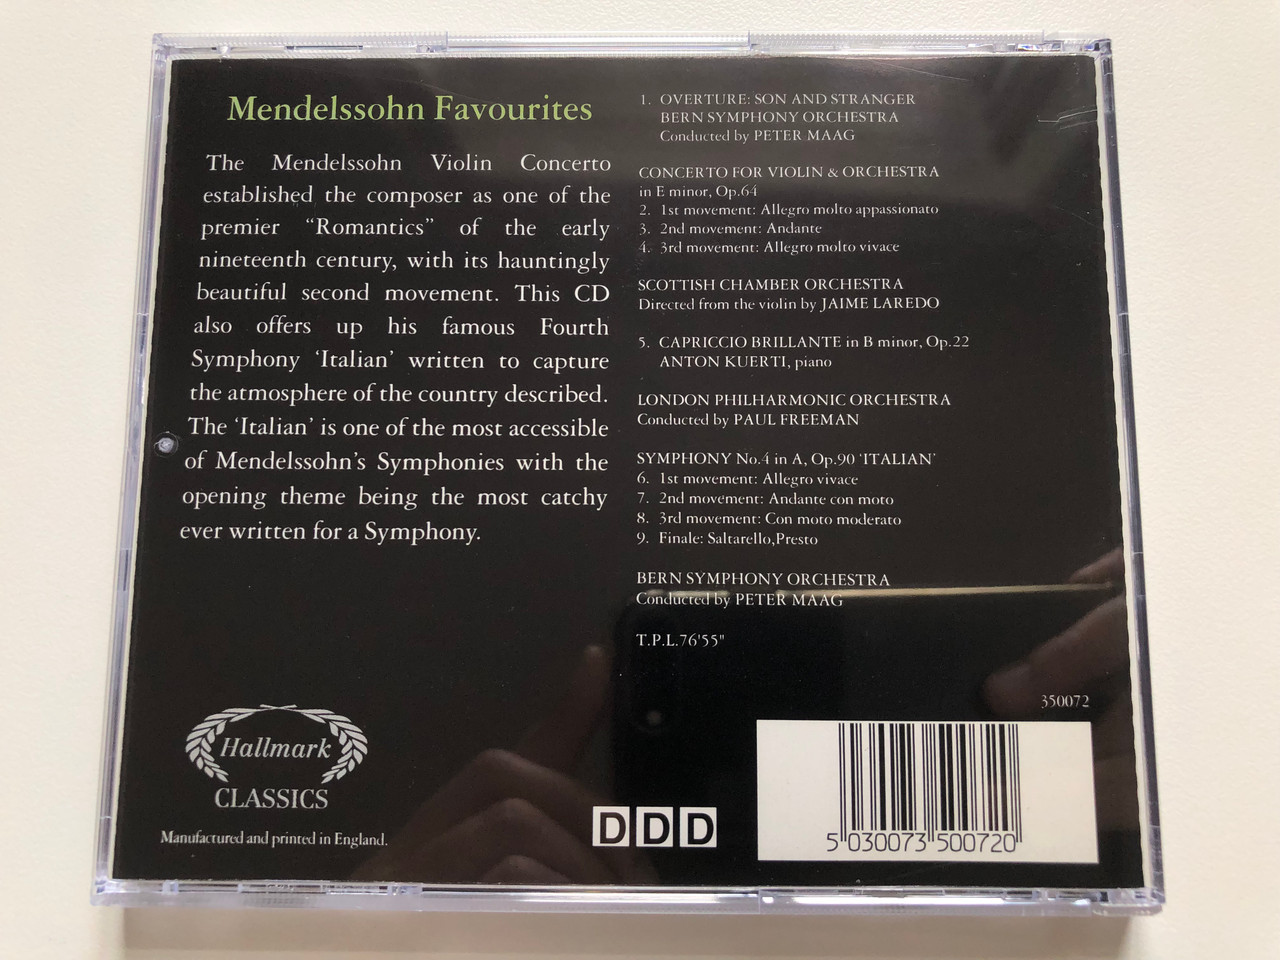 Mendelssohn Favourites
The Mendelssohn Violin Concerto
established the composer as one of the
premier “Romantics” of the early
nineteenth century, with its hauntingly
beautiful second movement. This CD
also offers up his famous Fourth
Symphony ‘Italian’ written to capture
the atmosphere of the country described.
The ‘Italian’ is one of the most accessible
of Mendelssohn’s Symphonies with the
opening theme being the most catchy
ever written for a Symphony.
1. OVERTURE: SON AND STRANGER
BERN SYMPHONY ORCHESTRA
Conducted by PETER MAAG
CONCERTO FOR VIOLIN & ORCHESTRA
in E minor, Op.64
2. 1st movement: Allegro molto appassionato
3. 2nd movement: Andante
4. 3rd movement: Allegro molto vivace
SCOTTISH CHAMBER ORCHESTRA
Directed from the violin by JAIME LAREDO
5. CAPRICCIO BRILLANTE in B minor, Op.22
ANTON KUERTI, piano
LONDON PHILHARMONIC ORCHESTRA
Conducted by PAUL FREEMAN
SYMPHONY No.4 in A, Op.90 ‘ITALIAN’
6. 1st movement: Allegro vivace
7. 2nd movement: Andante con moto
8. 3rd movement: Con moto moderato
9. Finale: Saltarello,Presto
BERN SYMPHONY ORCHESTRA
Conducted by PETER MAAG
T.P.L.76'55"
350072
Hallmark
CLASSICS
Manufactured and printed in England.
DDD
5 030073 500720